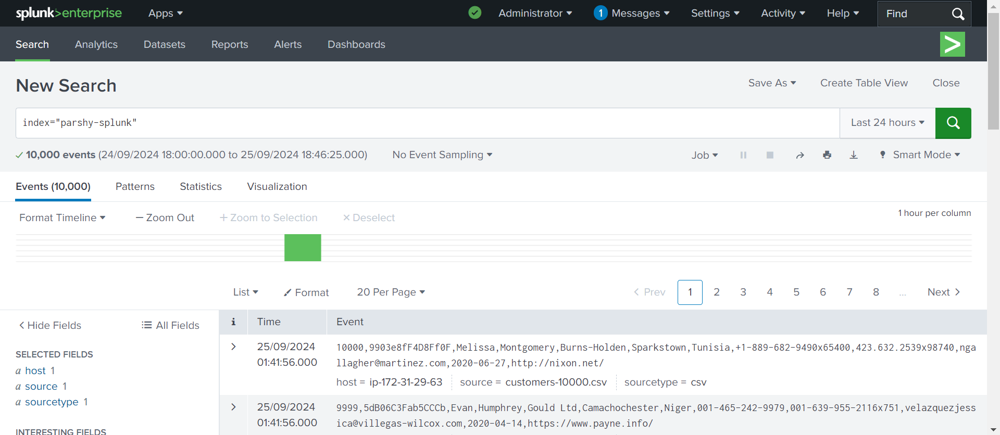 splunk>enterprise Apps Administrator 1 Messages Settings Activity Help Find
Search Analytics Datasets Reports Alerts Dashboards >
New Search Save As Create Table View Close
index="parshy-splunk" Last 24 hours
10,000 events (24/09/2024 18:00:00.000 to 25/09/2024 18:46:25.000) No Event Sampling Job Smart Mode
Events (10,000) Patterns Statistics Visualization
Format Timeline — Zoom Out + Zoom to Selection × Deselect 1 hour per column
List Format 20 Per Page < Prev 1 2 3 4 5 6 7 8 ... Next >
< Hide Fields All Fields i Time Event
SELECTED FIELDS
a host 1
a source 1
a sourcetype 1
INTERESTING FIELDS
> 25/09/2024 01:41:56.000
10000,9903e8fF4D8Ff0F,Melissa,Montgomery,Burns-Holden,Sparkstown,Tunisia,+1-889-682-9490x65400,423.632.2539x98740,nga
llagher@martinez.com,2020-06-27,http://nixon.net/
host = ip-172-31-29-63 source = customers-10000.csv sourcetype = csv
> 25/09/2024 01:41:56.000
9999,5dB06C3Fab5CCCb,Evan,Humphrey,Gould Ltd,Camachochester,Niger,001-465-242-9979,001-639-955-2116x751,velazquezjess
ica@villegas-wilcox.com,2020-04-14,https://www.payne.info/